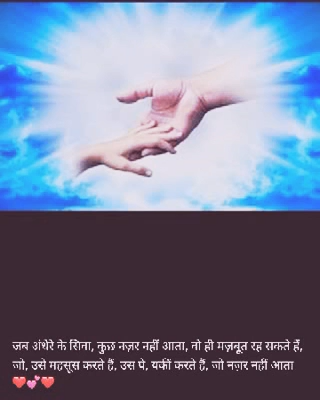 जब अंधेरे के सिवा, कुछ नज़र नहीं आता, वो ही मज़बूत रह सकते हैं,
जो, उसे महसूस करते हैं, उस पे, यकीं करते हैं, जो नज़र नहीं आता
❤️💕❤️